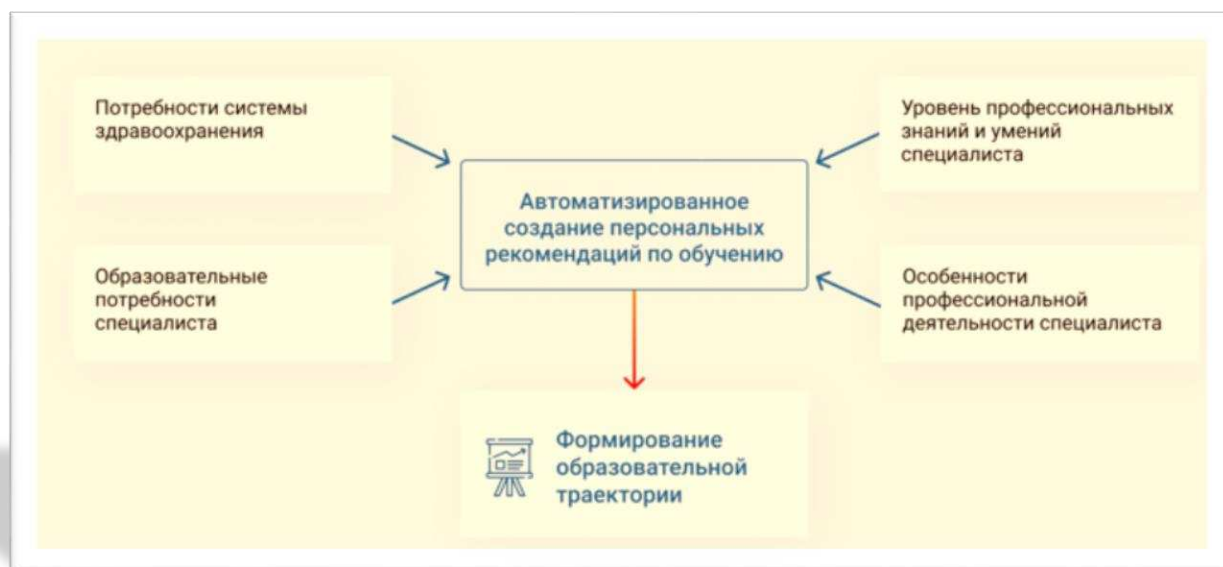 Потребности системы
здравоохранения
Уровень профессиональных
знаний и умений
специалиста
Автоматизированное
создание персональных
рекомендаций по обучению
Образовательные
потребности
специалиста
Особенности
профессиональной
деятельности специалиста
Формирование
образовательной
траектории